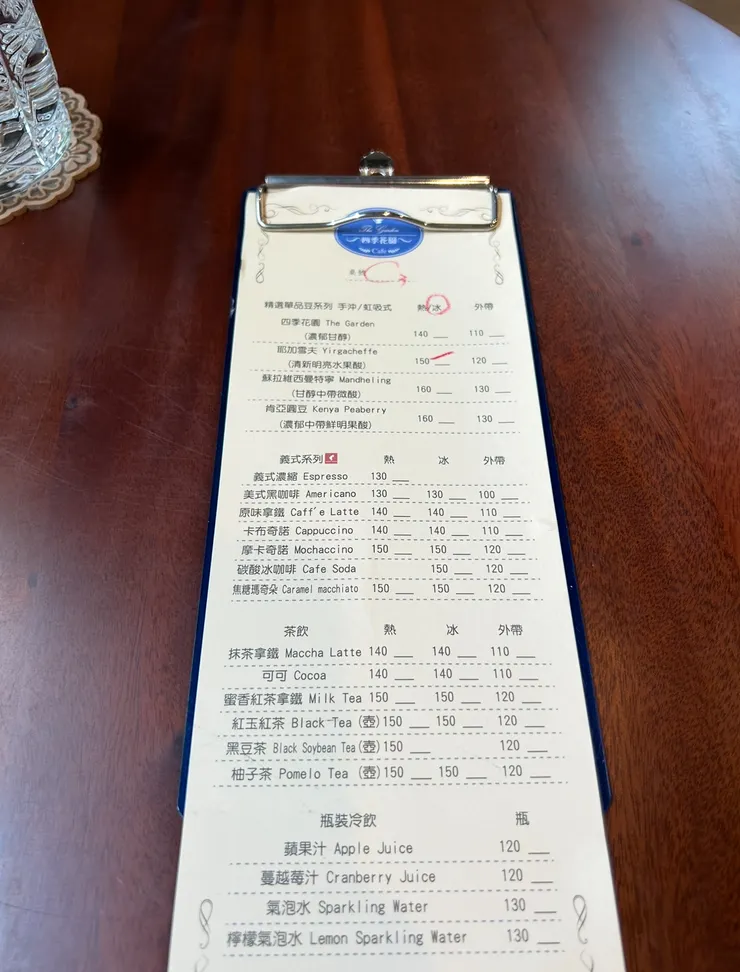 The Garden
四季花園
Cafe
桌號 C3
精選單品豆系列 手沖/虹吸式 熱/冰 外帶
四季花園 The Garden 140 110
(濃郁甘醇)
耶加雪夫 Yirgacheffe 150 120
(清新明亮水果酸)
蘇拉維西曼特寧 Mandheling 160 130
(甘醇中帶微酸)
肯亞圓豆 Kenya Peaberry 160 130
(濃郁中帶鮮明果酸)
義式系列 熱 冰 外帶
義式濃縮 Espresso 130
美式黑咖啡 Americano 130 130 100
原味拿鐵 Caff'e Latte 140 140 110
卡布奇諾 Cappuccino 140 140 110
摩卡奇諾 Mochaccino 150 150 120
碳酸冰咖啡 Cafe Soda 150 120
焦糖瑪奇朵 Caramel macchiato 150 150 120
茶飲 熱 冰 外帶
抹茶拿鐵 Maccha Latte 140 140 110
可可 Cocoa 140 140 110
蜜香紅茶拿鐵 Milk Tea 150 150 120
紅玉紅茶 Black Tea (壺) 150 150 120
黑豆茶 Black Soybean Tea (壺) 150 120
柚子茶 Pomelo Tea (壺) 150 150 120
瓶裝冷飲 瓶
蘋果汁 Apple Juice 120
蔓越莓汁 Cranberry Juice 120
氣泡水 Sparkling Water 130
檸檬氣泡水 Lemon Sparkling Water 130